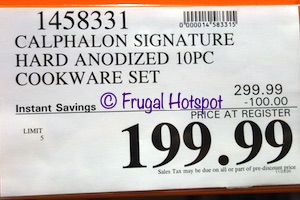 1458331
0000014583315
CALPHALON SIGNATURE
HARD ANODIZED 10PC
COOKWARE SET
Instant Savings
299.99
-100.00
© Frugal Hotspot
PRICE AT REGISTER
LIMIT
5
199.99
Sales Tax may be due on all or part of pre-discount price